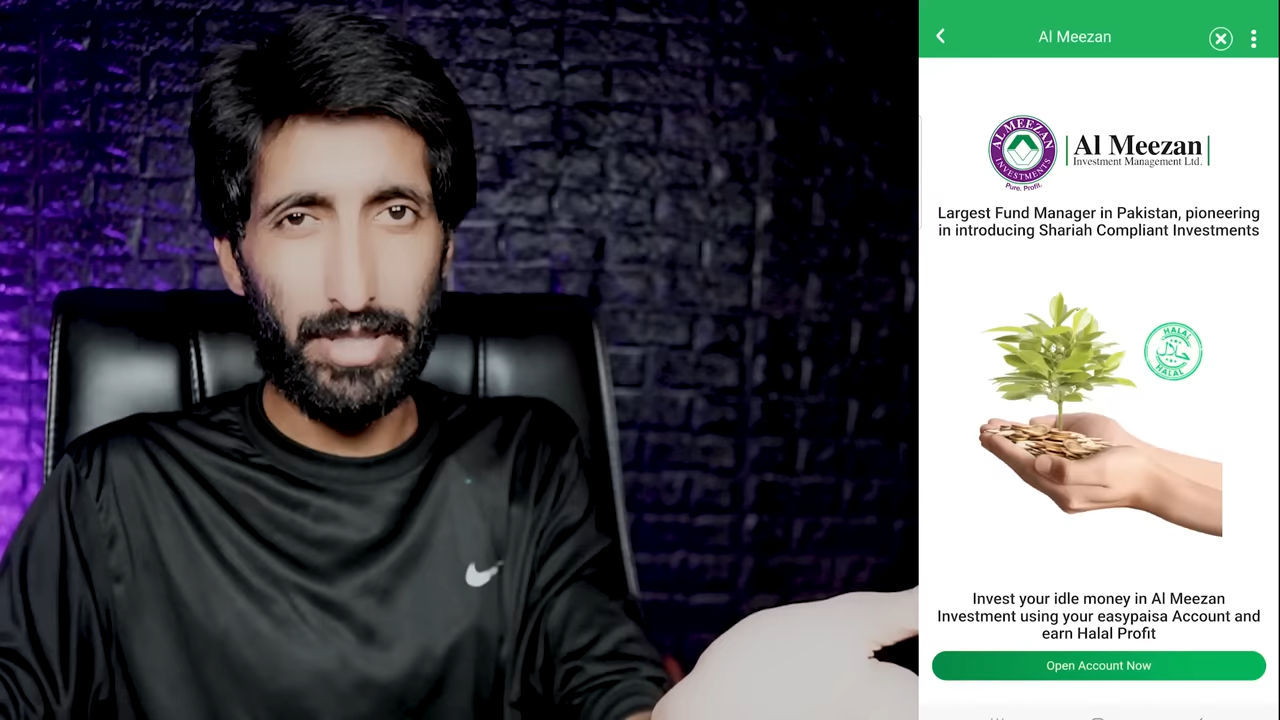 Al Meezan
AL MEEZAN
INVESTMENTS
Pure. Profit.
Al Meezan
Investment Management Ltd.
Largest Fund Manager in Pakistan, pioneering
in introducing Shariah Compliant Investments
HALAL
حلال
HALAL
Invest your idle money in Al Meezan
Investment using your easypaisa Account and
earn Halal Profit
Open Account Now